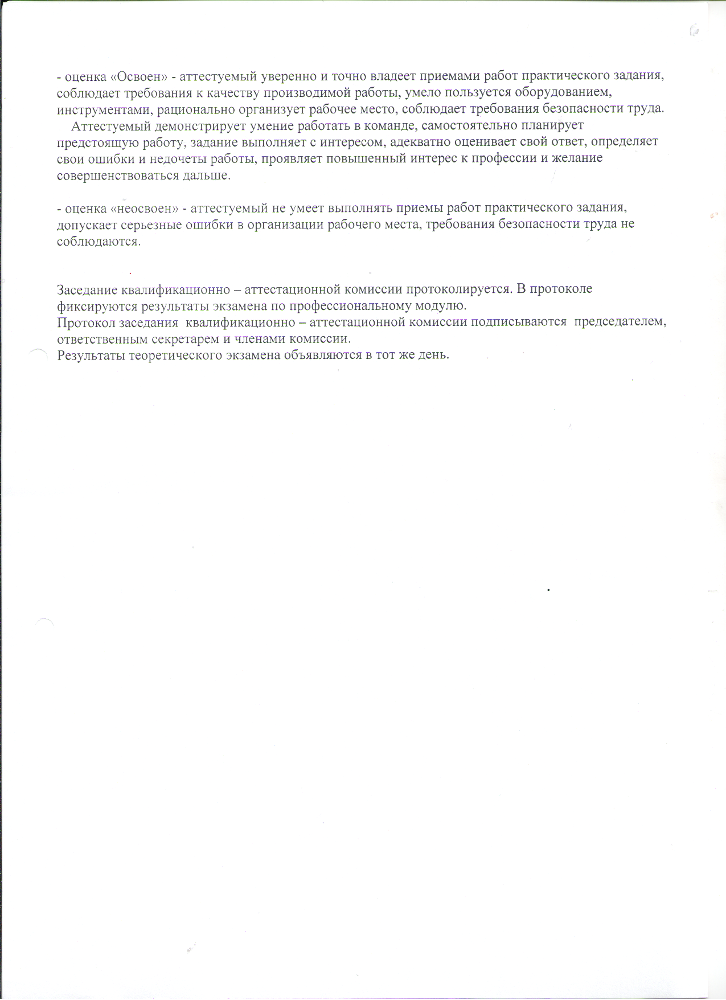 - оценка «Освоен» - аттестуемый уверенно и точно владеет приемами работ практического задания,
соблюдает требования к качеству производимой работы, умело пользуется оборудованием,
инструментами, рационально организует рабочее место, соблюдает требования безопасности труда.
Аттестуемый демонстрирует умение работать в команде, самостоятельно планирует
предстоящую работу, задание выполняет с интересом, адекватно оценивает свой ответ, определяет
свои ошибки и недочеты работы, проявляет повышенный интерес к профессии и желание
совершенствоваться дальше.
- оценка «неосвоен» - аттестуемый не умеет выполнять приемы работ практического задания,
допускает серьезные ошибки в организации рабочего места, требования безопасности труда не
соблюдаются.
Заседание квалификационно – аттестационной комиссии протоколируется. В протоколе
фиксируются результаты экзамена по профессиональному модулю.
Протокол заседания  квалификационно – аттестационной комиссии подписываются  председателем,
ответственным секретарем и членами комиссии.
Результаты теоретического экзамена объявляются в тот же день.